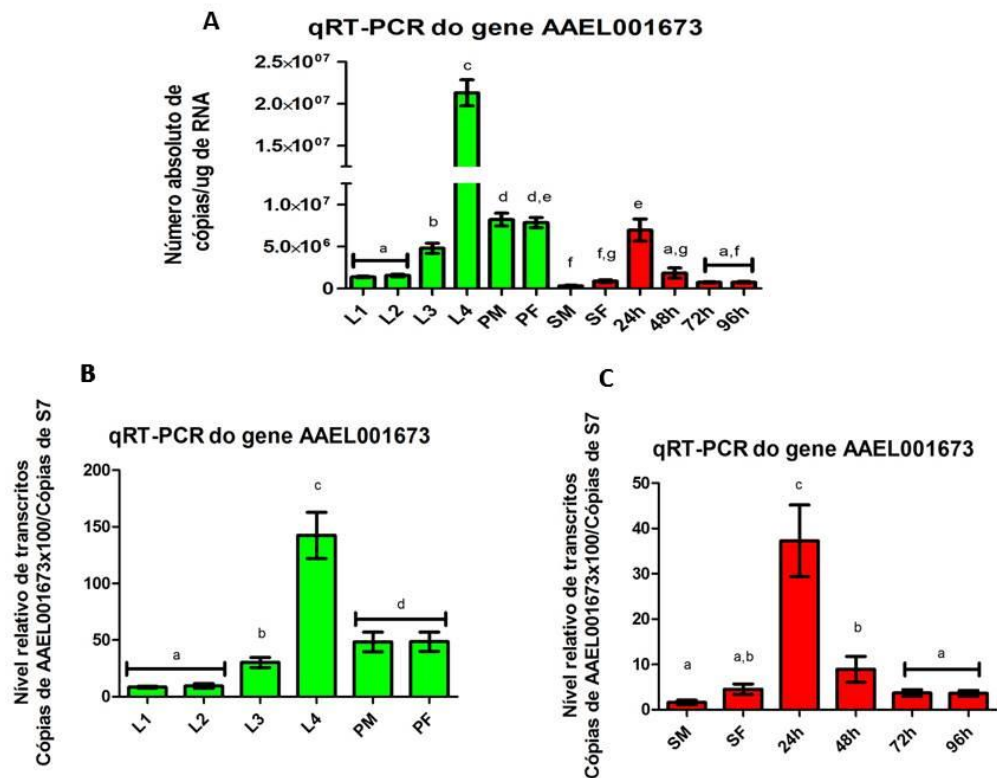 A
qRT-PCR do gene AAEL001673
Número absoluto de
cópias/ug de RNA
2.5×10⁰⁷
2.0×10⁰⁷
1.5×10⁰⁷
1.0×10⁰⁷
5.0×10⁰⁶
0
a
b
c
d
d,e
f
f,g
e
a,g
a,f
L1 L2 L3 L4 PM PF SM SF 24h 48h 72h 96h
B
qRT-PCR do gene AAEL001673
Nivel relativo de transcritos
Cópias de AAEL001673x100/Cópias de S7
200
150
100
50
0
a
b
c
d
L1 L2 L3 L4 PM PF
C
qRT-PCR do gene AAEL001673
Nível relativo de transcritos
Cópias de AAEL001673x100/Cópias de S7
50
40
30
20
10
0
a
a,b
c
b
a
SM SF 24h 48h 72h 96h